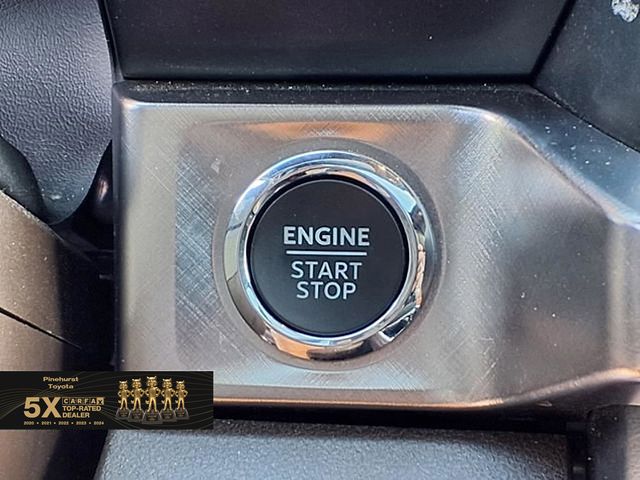 ENGINE
START
STOP
Pinehurst
Toyota
5X CARFAX
TOP-RATED
DEALER
2020 • 2021 • 2022 • 2023 • 2024